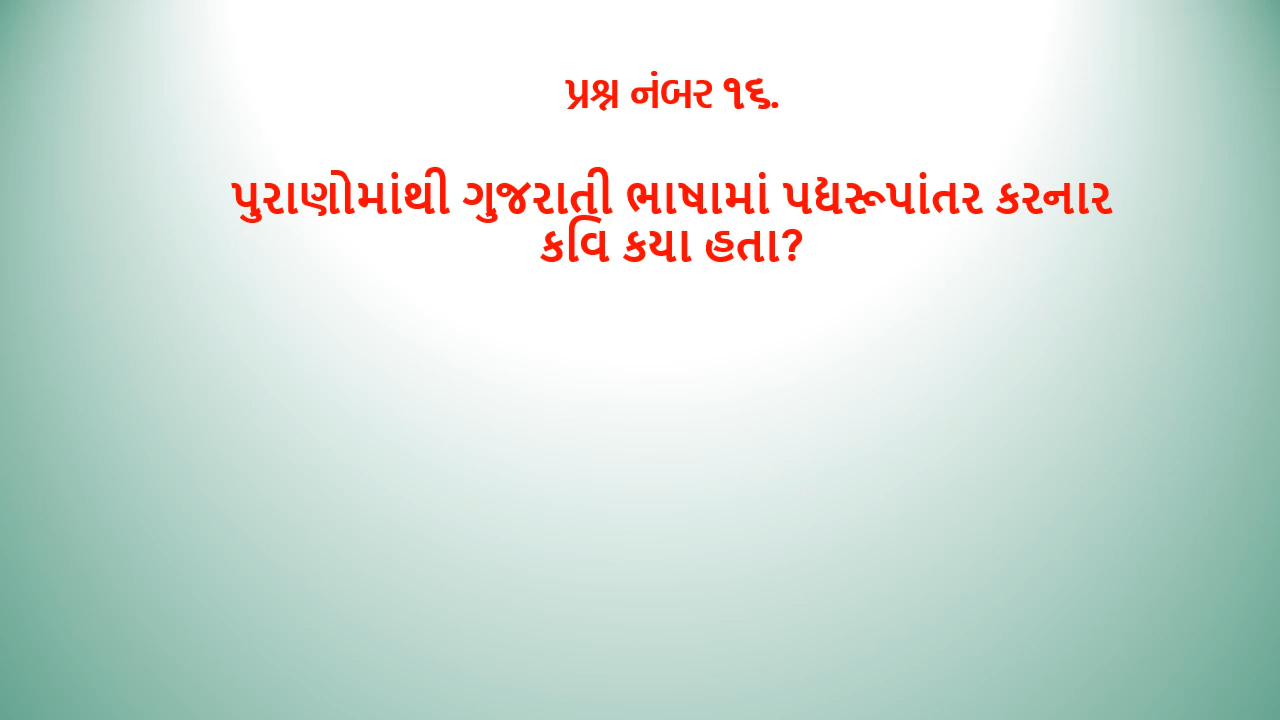 પ્રશ્ન નંબર ૧૬.
પુરાણોમાંથી ગુજરાતી ભાષામાં પદ્યરૂપાંતર કરનાર
કવિ કયા હતા?